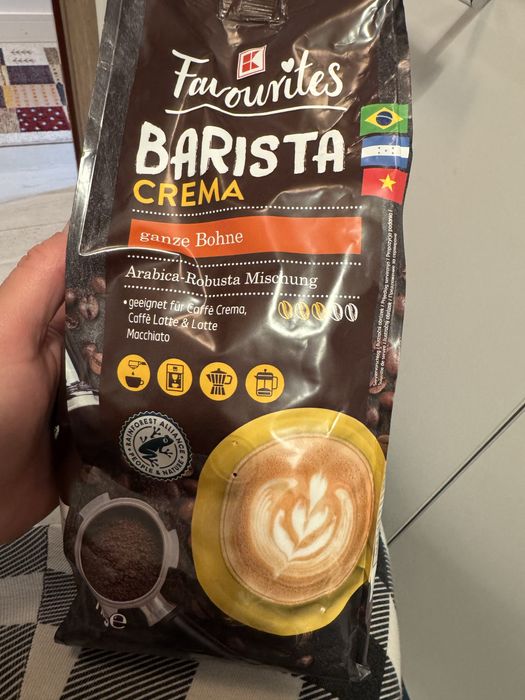 K
Favourites
BARISTA
CREMA
ganze Bohne
Arabica-Robusta Mischung
• geeignet für Caffè Crema,
Caffè Latte & Latte
Macchiato
RAINFOREST ALLIANCE
PEOPLE & NATURE